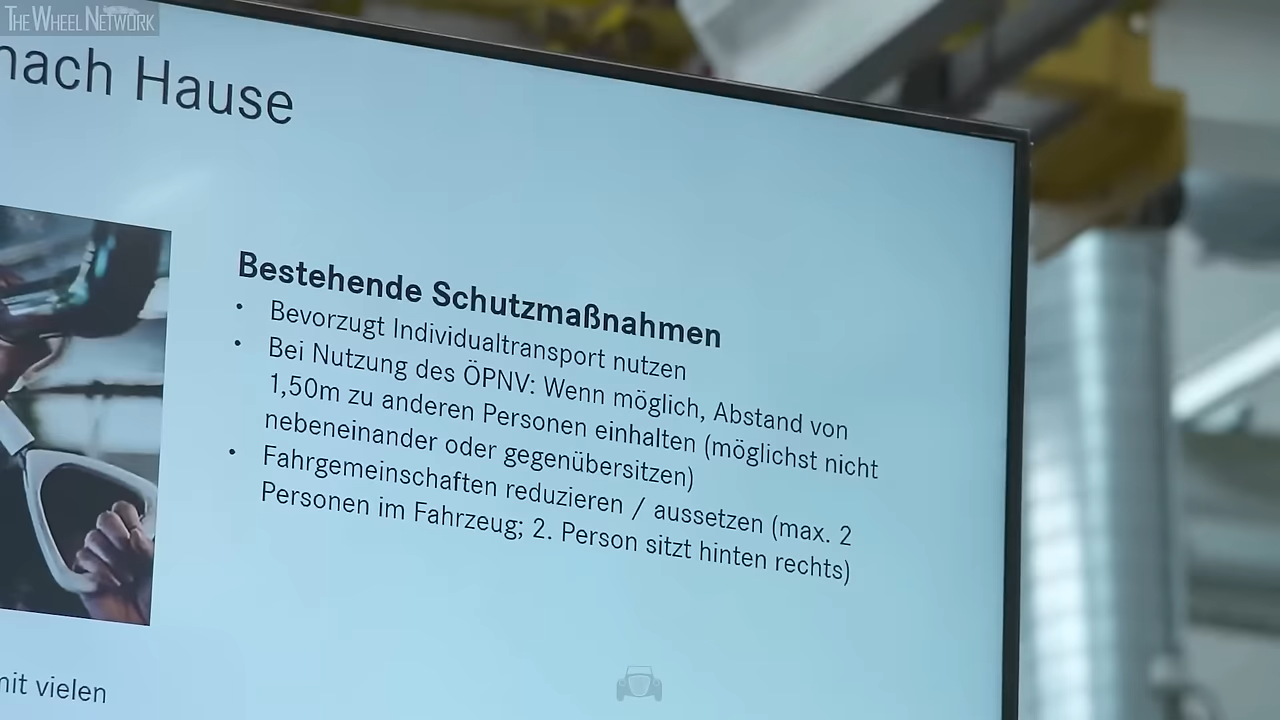 THE WHEEL NETWORK
nach Hause
Bestehende Schutzmaßnahmen
• Bevorzugt Individualtransport nutzen
• Bei Nutzung des ÖPNV: Wenn möglich, Abstand von
1,50m zu anderen Personen einhalten (möglichst nicht
nebeneinander oder gegenübersitzen)
• Fahrgemeinschaften reduzieren / aussetzen (max. 2
Personen im Fahrzeug; 2. Person sitzt hinten rechts)
mit vielen